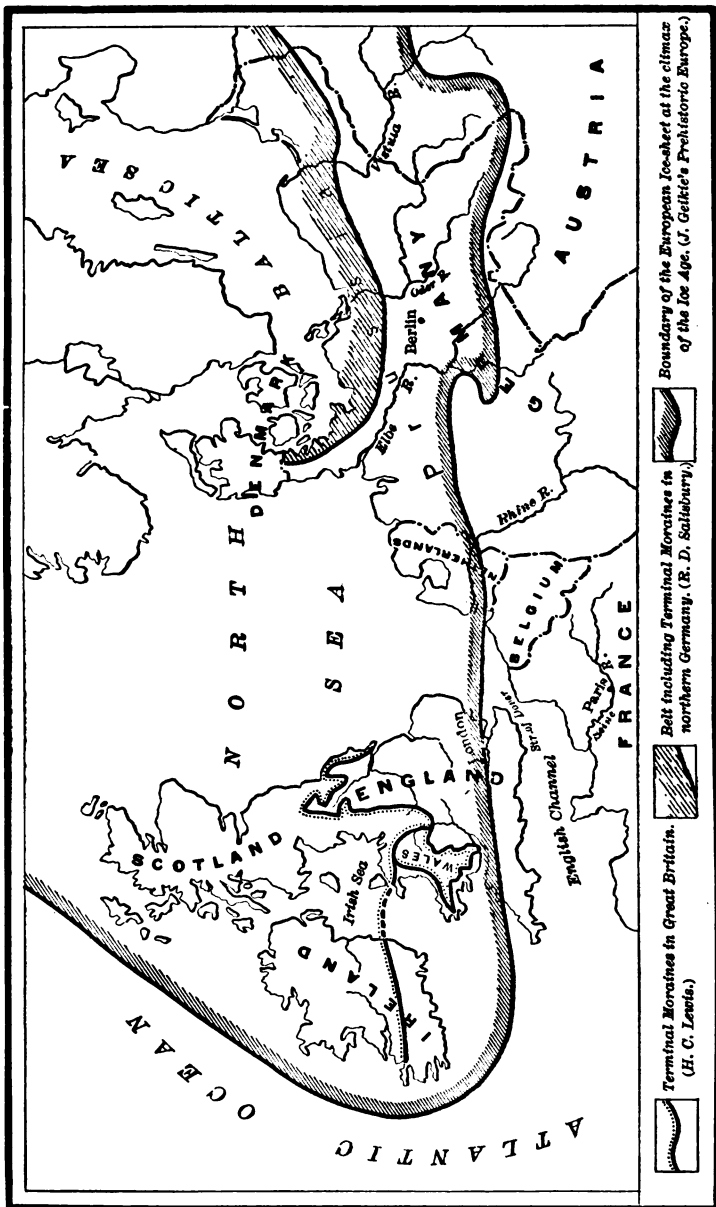 ATLANTIC OCEAN
NORTH SEA
BALTIC SEA
SCOTLAND
DENMARK
Irish Sea
IRELAND
ENGLAND
WALES
London
Strait Dover
English Channel
NETHERLANDS
BELGIUM
FRANCE
Paris
Seine R.
Rhine R.
Elbe R.
Berlin
Oder R.
Vistula R.
GERMANY
AUSTRIA
Terminal Moraines in Great Britain.
(H. C. Lewis.)
Belt including Terminal Moraines in
northern Germany. (R. D. Salisbury.)
Boundary of the European Ice-sheet at the climax
of the Ice Age. (J. Geikie's Prehistoric Europe.)